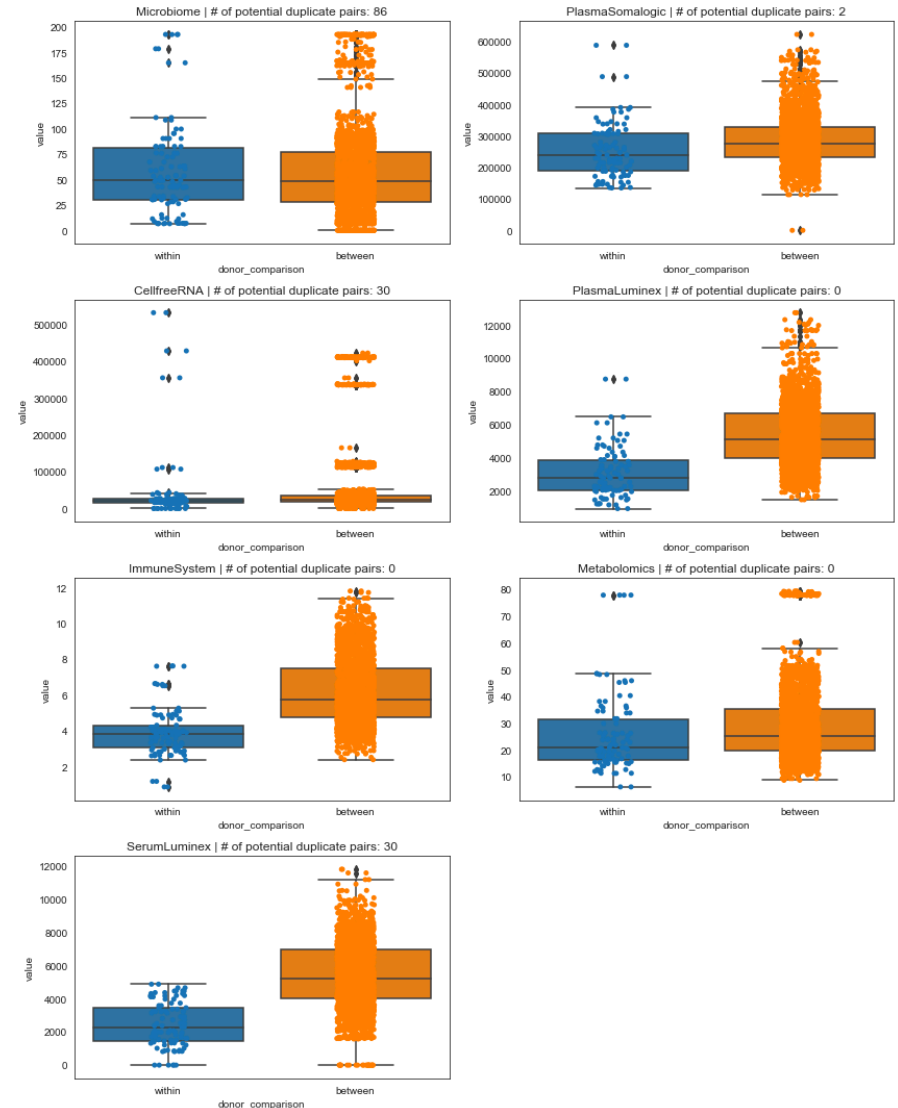 Microbiome | # of potential duplicate pairs: 86
200
175
150
125
100
75
50
25
0
value
within between
donor_comparison
PlasmaSomalogic | # of potential duplicate pairs: 2
600000
500000
400000
300000
200000
100000
0
value
within between
donor_comparison
CellfreeRNA | # of potential duplicate pairs: 30
500000
400000
300000
200000
100000
0
value
within between
donor_comparison
PlasmaLuminex | # of potential duplicate pairs: 0
12000
10000
8000
6000
4000
2000
value
within between
donor_comparison
ImmuneSystem | # of potential duplicate pairs: 0
12
10
8
6
4
2
value
within between
donor_comparison
Metabolomics | # of potential duplicate pairs: 0
80
70
60
50
40
30
20
10
value
within between
donor_comparison
SerumLuminex | # of potential duplicate pairs: 30
12000
10000
8000
6000
4000
2000
0
value
within between
donor_comparison